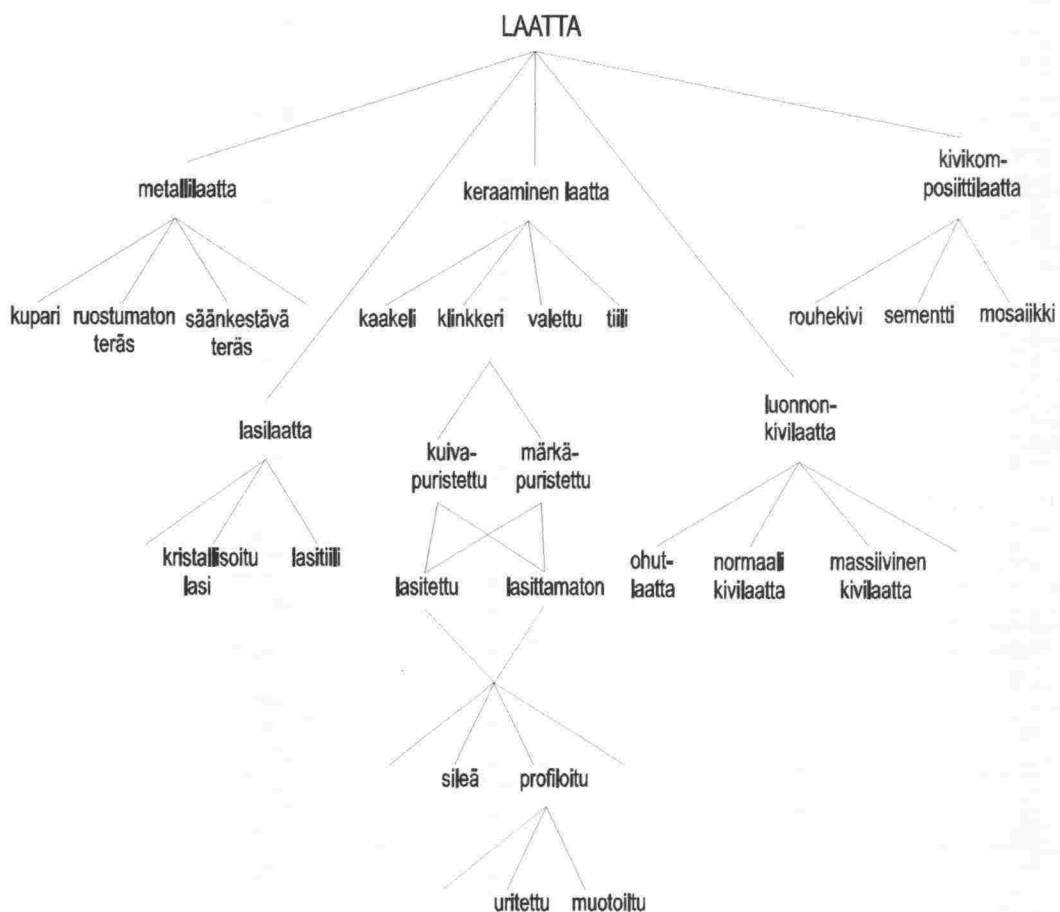 LAATTA
kivikom-
posiittilaatta
metallilaatta
keraaminen laatta
kupari
ruostumaton
teräs
säänkestävä
teräs
kaakeli
klinkkeri
valettu
tiili
rouhekivi
sementti
mosaiikki
lasilaatta
luonnon-
kivilaatta
kuiva-
puristettu
märkä-
puristettu
kristallisoitu
lasi
lasitiili
lasitettu
lasittamaton
ohut-
laatta
normaali
kivilaatta
massiivinen
kivilaatta
sileä
profiloitu
uritettu
muotoiltu